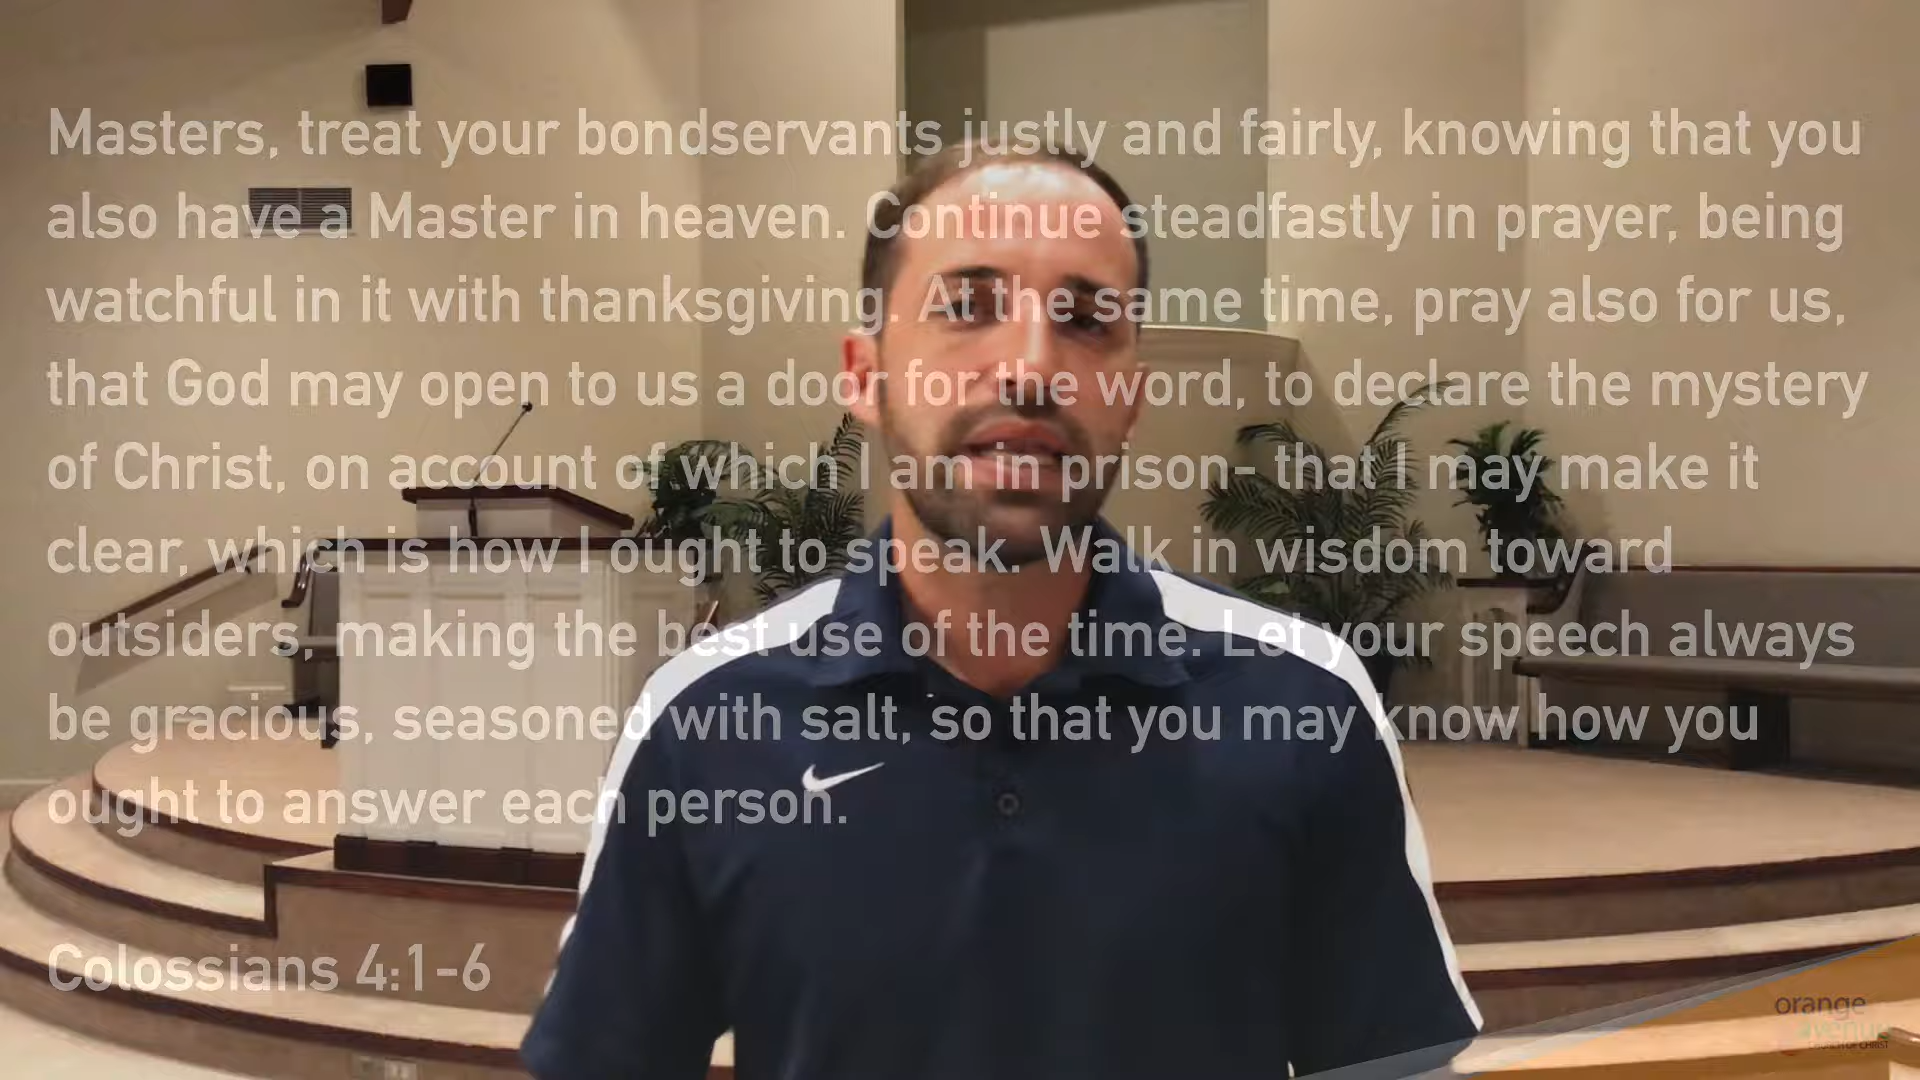 Masters, treat your bondservants justly and fairly, knowing that you
also have a Master in heaven. Continue steadfastly in prayer, being
watchful in it with thanksgiving. At the same time, pray also for us,
that God may open to us a door for the word, to declare the mystery
of Christ, on account of which I am in prison- that I may make it
clear, which is how I ought to speak. Walk in wisdom toward
outsiders, making the best use of the time. Let your speech always
be gracious, seasoned with salt, so that you may know how you
ought to answer each person.
Colossians 4:1-6
orange
avenue
CHURCH OF CHRIST